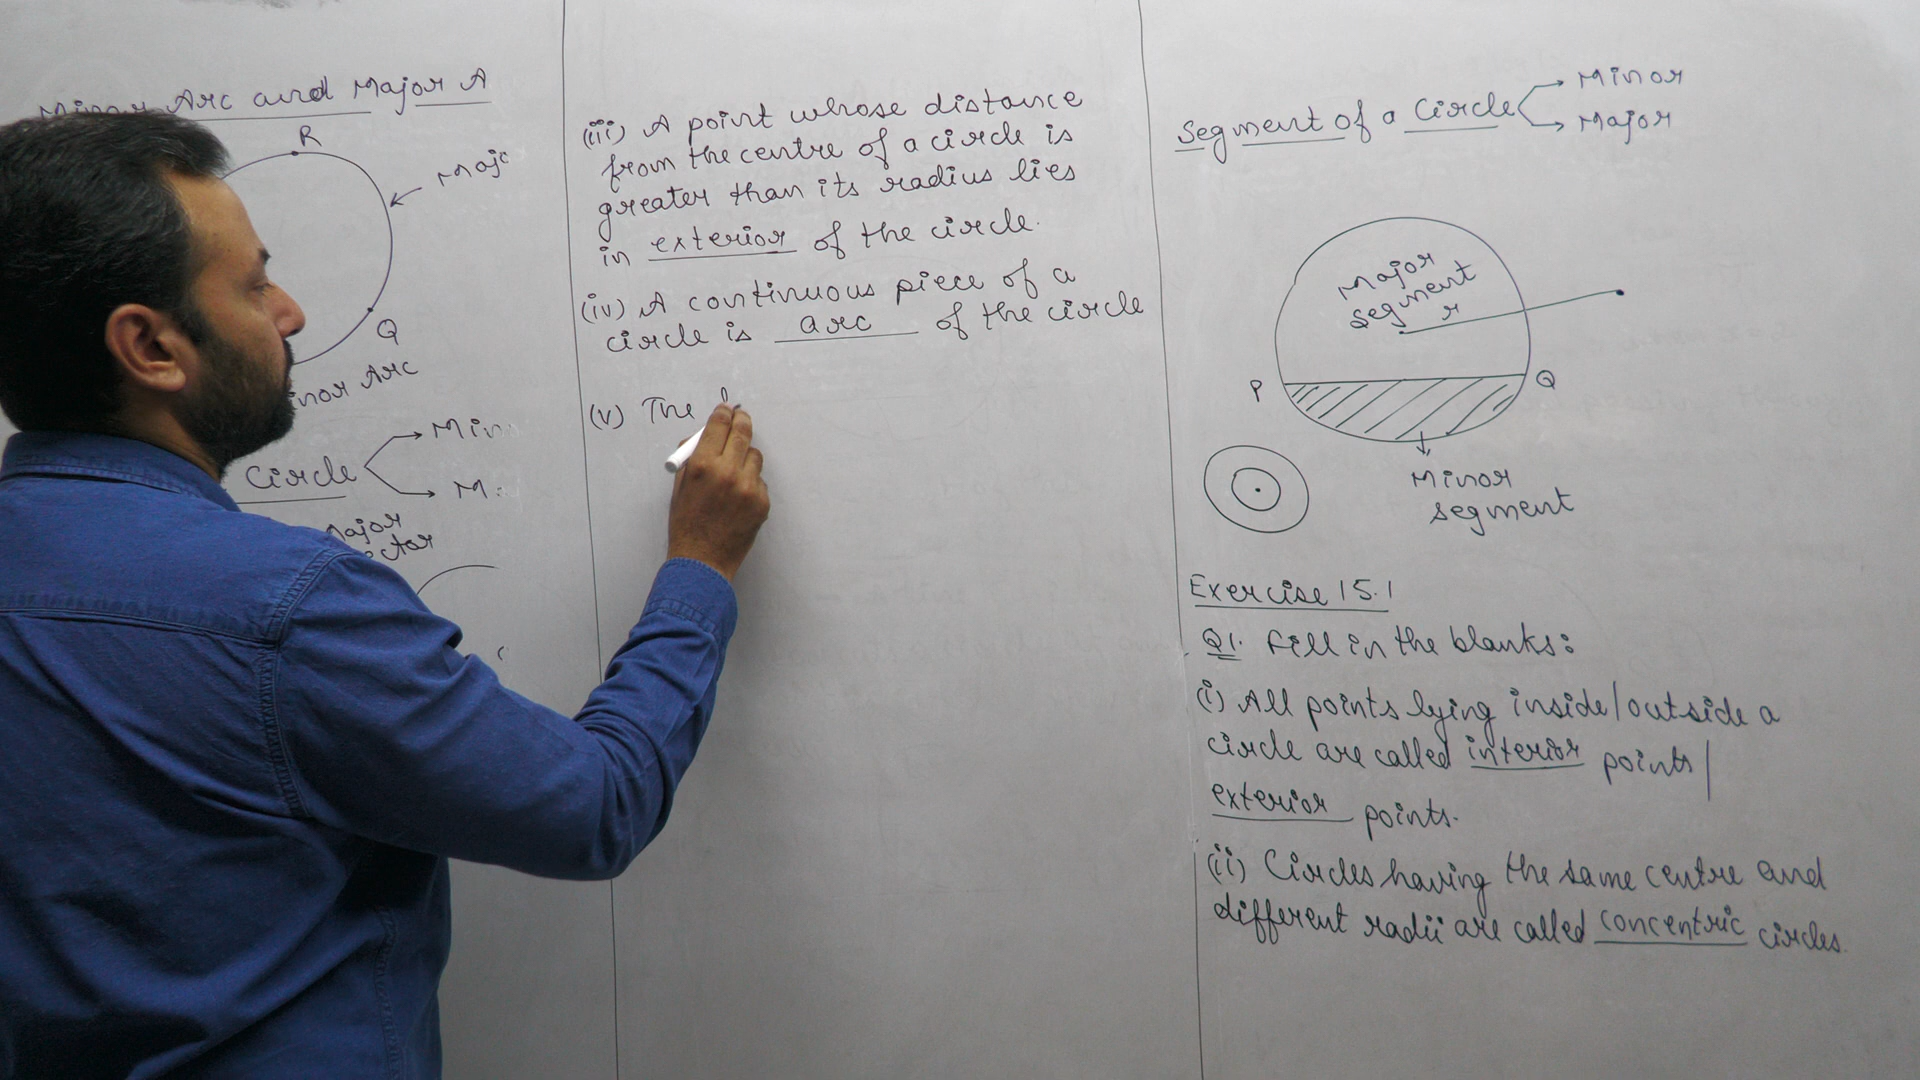 Minor Arc and Major A
R
Majo
Q
inor Arc
Circle
Min
M
ajor
ector
(iii) A point whose distance
from the centre of a circle is
greater than its radius lies
in exterior of the circle.
(iv) A continuous piece of a
circle is arc of the circle
(v) The
Segment of a Circle
Minor
Major
Major
segment
r
P
Q
Minor
segment
Exercise 15.1
Q1. Fill in the blanks:
(i) All points lying inside/outside a
circle are called interior points/
exterior points.
(ii) Circles having the same centre and
different radii are called concentric circles.